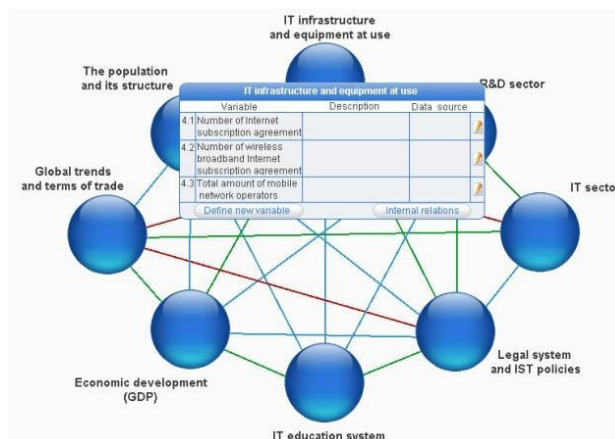 IT infrastructure
and equipment at use
The population
and its structure
IT infrastructure and equipment at use
R&D sector
Variable Description Data source
4.1 Number of Internet
subscription agreement
4.2 Number of wireless
broadband Internet
subscription agreement
4.3 Total amount of mobile
network operators
Define new variable Internal relations
Global trends
and terms of trade
IT secto
Economic development
(GDP)
Legal system
and IST policies
IT education system